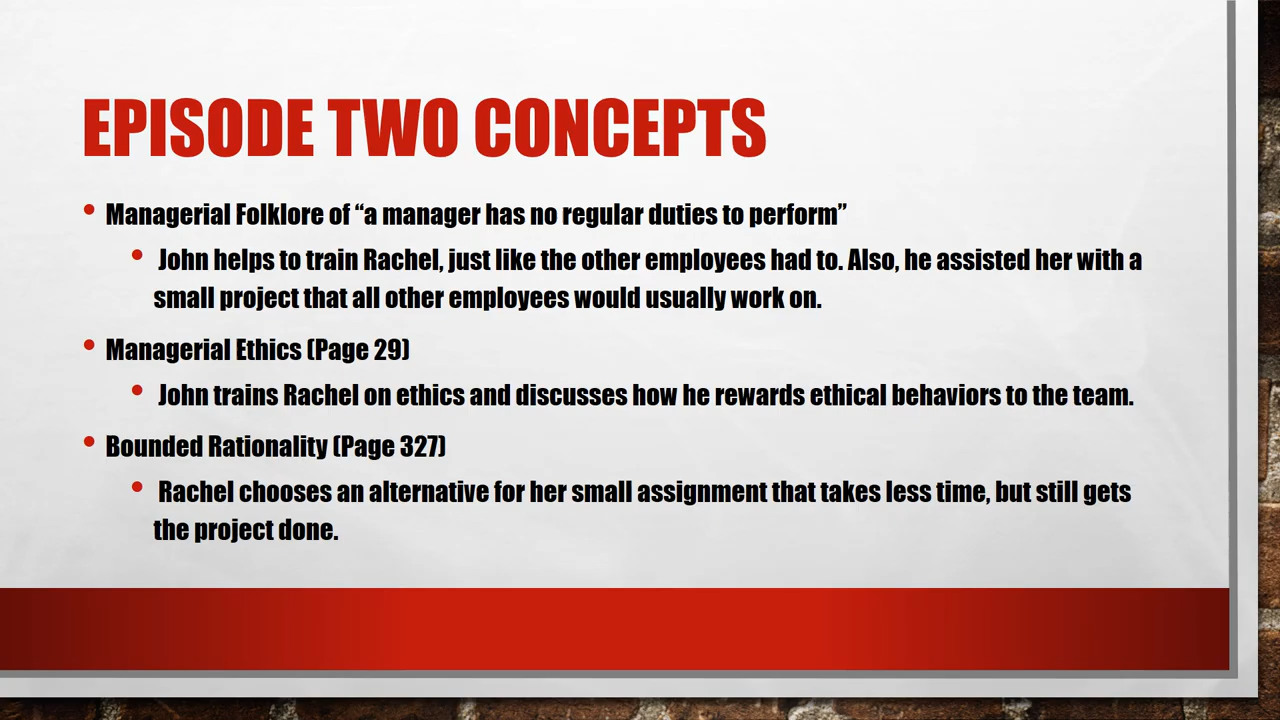 EPISODE TWO CONCEPTS
• Managerial Folklore of “a manager has no regular duties to perform”
• John helps to train Rachel, just like the other employees had to. Also, he assisted her with a
small project that all other employees would usually work on.
• Managerial Ethics (Page 29)
• John trains Rachel on ethics and discusses how he rewards ethical behaviors to the team.
• Bounded Rationality (Page 327)
• Rachel chooses an alternative for her small assignment that takes less time, but still gets
the project done.